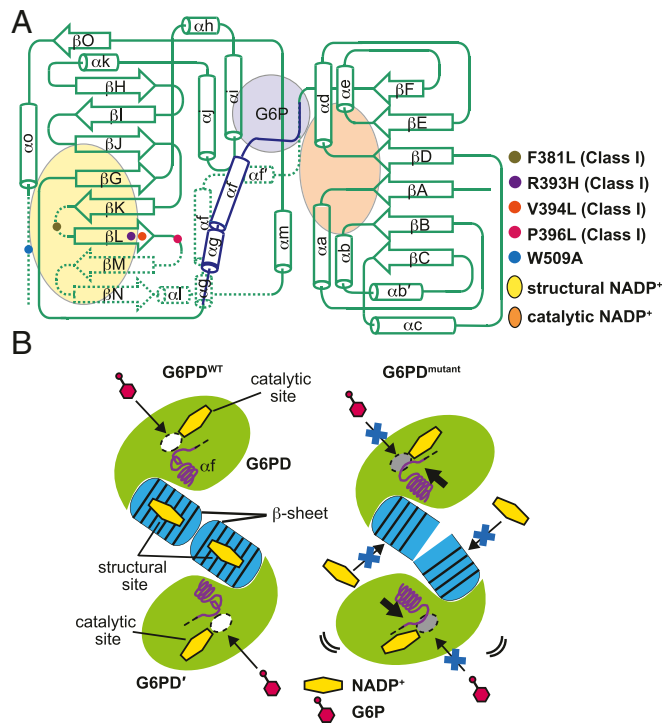 A
βO
αh
αk
βH
αi
G6P
αd
αe
βF
βI
αj
βE
αo
βJ
βD
F381L (Class I)
βG
αf
αf′
βA
R393H (Class I)
βK
V394L (Class I)
αf
βL
αg
αm
αa
αb
βB
P396L (Class I)
βM
βC
W509A
βN
αl
αg
αb′
structural NADP⁺
αc
catalytic NADP⁺
B
G6PDᵂᵀ
G6PDᵐᵘᵗᵃⁿᵗ
catalytic
site
αf
G6PD
β-sheet
structural
site
catalytic
site
G6PD′
NADP⁺
G6P